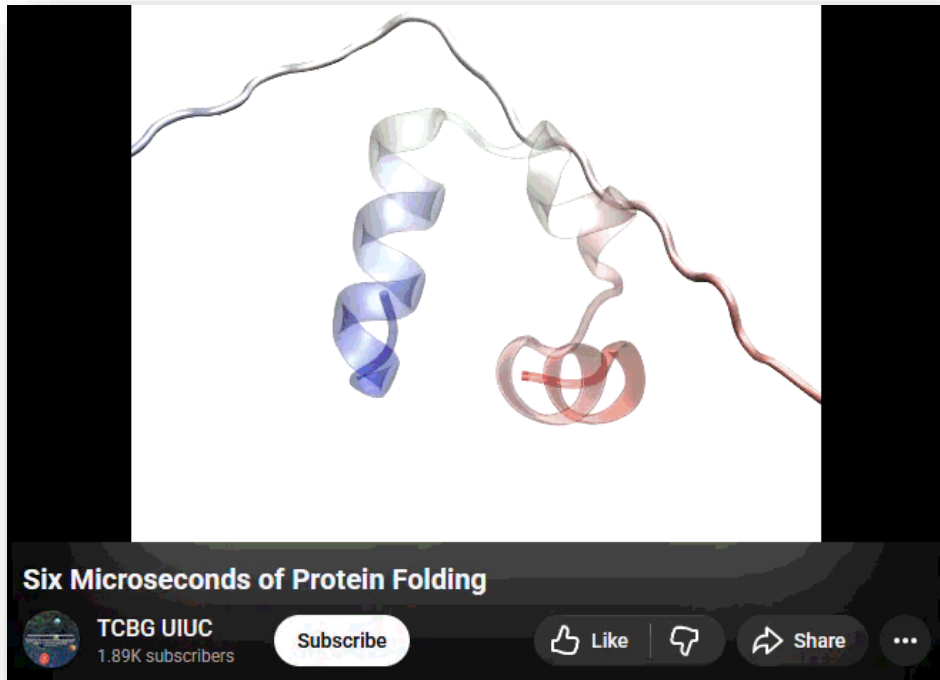 Six Microseconds of Protein Folding
TCBG UIUC
1.89K subscribers
Subscribe
Like
Share